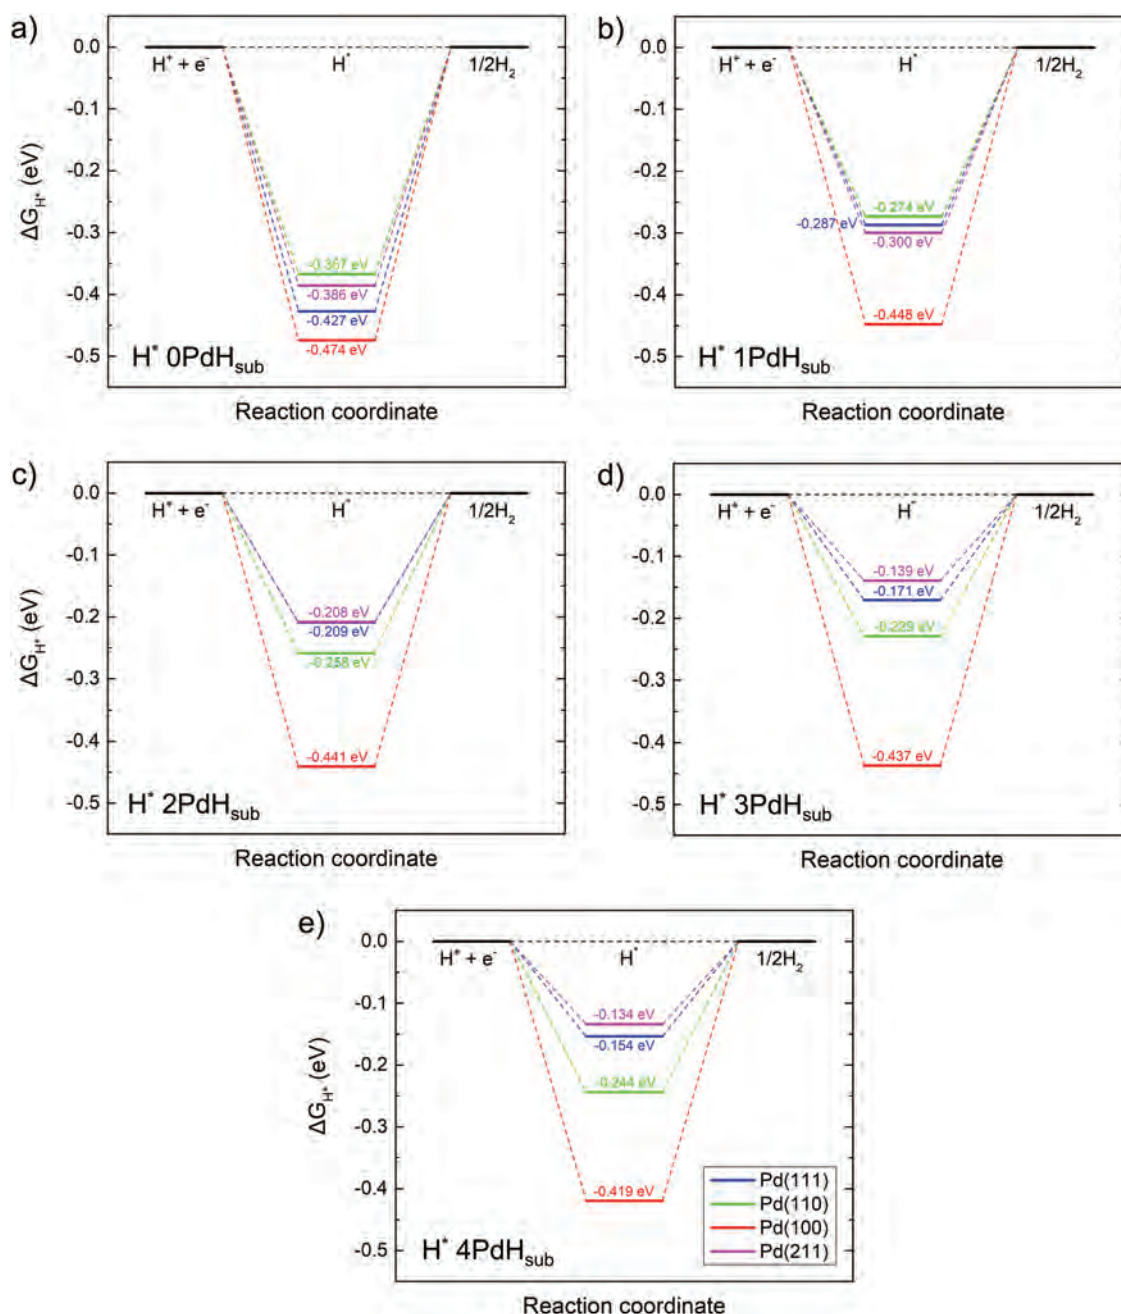 a)
0.0
-0.1
-0.2
-0.3
-0.4
-0.5
ΔG_H* (eV)
H⁺ + e⁻
H*
1/2H₂
-0.367 eV
-0.386 eV
-0.427 eV
-0.474 eV
H* 0PdH_sub
Reaction coordinate
b)
0.0
-0.1
-0.2
-0.3
-0.4
-0.5
H⁺ + e⁻
H*
1/2H₂
-0.274 eV
-0.287 eV
-0.300 eV
-0.448 eV
H* 1PdH_sub
Reaction coordinate
c)
0.0
-0.1
-0.2
-0.3
-0.4
-0.5
ΔG_H* (eV)
H⁺ + e⁻
H*
1/2H₂
-0.208 eV
-0.209 eV
-0.258 eV
-0.441 eV
H* 2PdH_sub
Reaction coordinate
d)
0.0
-0.1
-0.2
-0.3
-0.4
-0.5
H⁺ + e⁻
H*
1/2H₂
-0.139 eV
-0.171 eV
-0.229 eV
-0.437 eV
H* 3PdH_sub
Reaction coordinate
e)
0.0
-0.1
-0.2
-0.3
-0.4
-0.5
ΔG_H* (eV)
H⁺ + e⁻
H*
1/2H₂
-0.134 eV
-0.154 eV
-0.244 eV
-0.419 eV
H* 4PdH_sub
Pd(111)
Pd(110)
Pd(100)
Pd(211)
Reaction coordinate